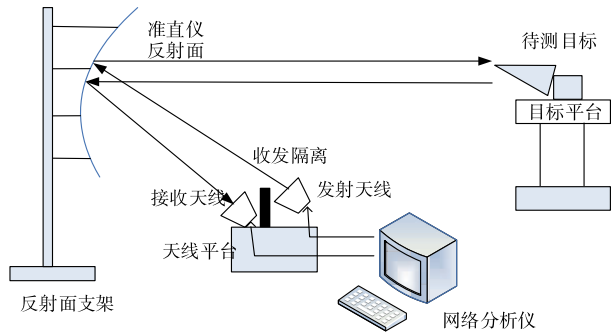 准直仪
反射面
待测目标
目标平台
收发隔离
接收天线
发射天线
天线平台
反射面支架
网络分析仪